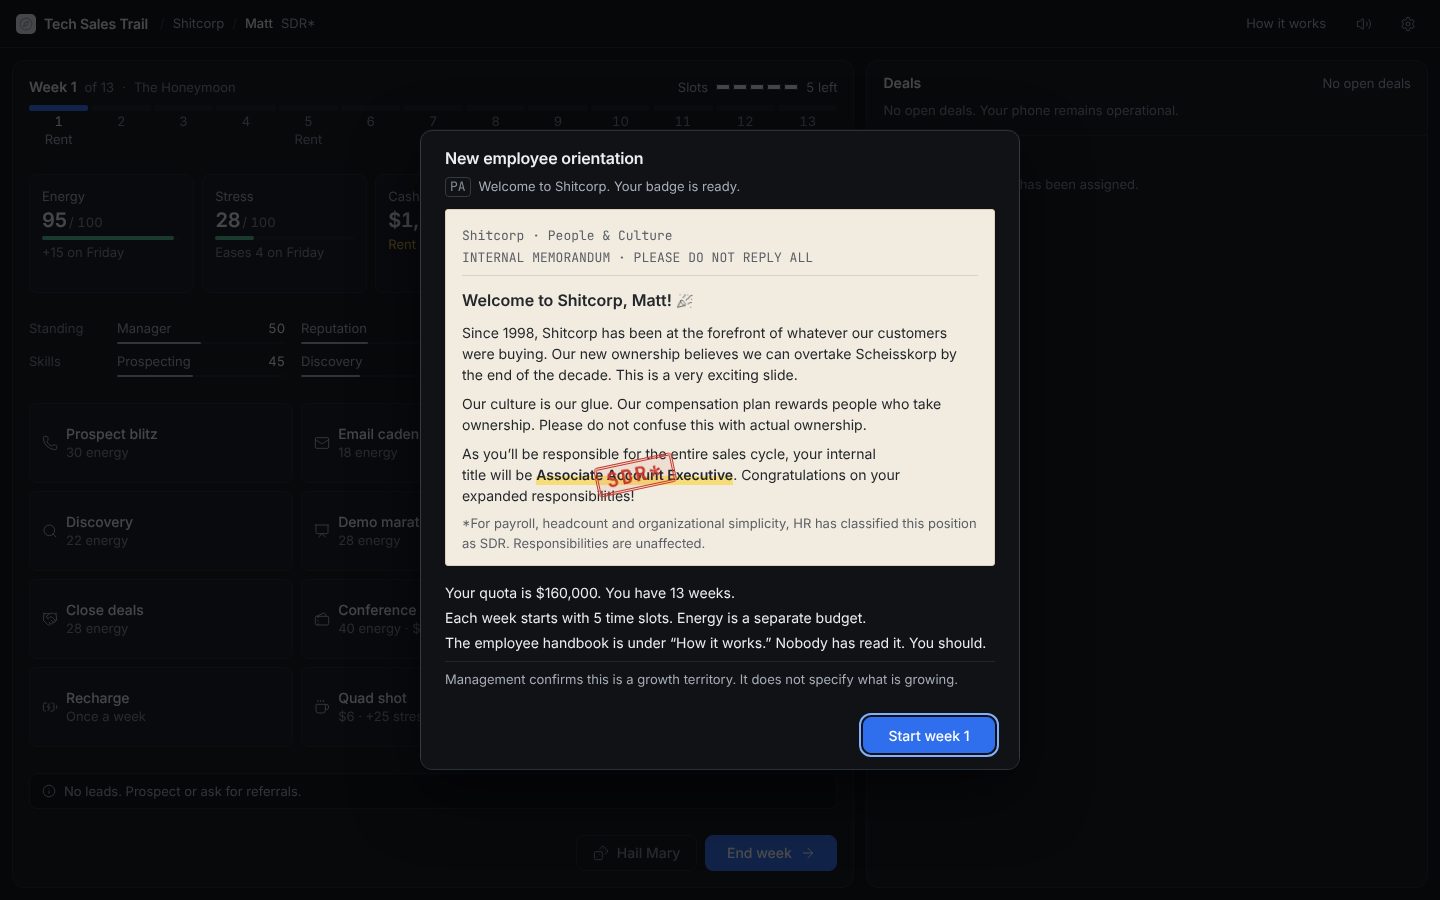 Tech Sales Trail / Shitcorp / Matt SDR*
How it works
Week 1 of 13 · The Honeymoon
Slots 5 left
1 2 3 4 5 6 7 8 9 10 11 12 13
Rent Rent
Energy
95 / 100
+15 on Friday
Stress
28 / 100
Eases 4 on Friday
Cash
$1,
Rent
Standing Manager 50 Reputation
Skills Prospecting 45 Discovery
Prospect blitz
30 energy
Email caden
18 energy
Discovery
22 energy
Demo marat
28 energy
Close deals
28 energy
Conference
40 energy · $
Recharge
Once a week
Quad shot
$6 · +25 stre
No leads. Prospect or ask for referrals.
Hail Mary
End week
Deals
No open deals
No open deals. Your phone remains operational.
has been assigned.
New employee orientation
PA Welcome to Shitcorp. Your badge is ready.
Shitcorp · People & Culture
INTERNAL MEMORANDUM · PLEASE DO NOT REPLY ALL
Welcome to Shitcorp, Matt! 🎉
Since 1998, Shitcorp has been at the forefront of whatever our customers
were buying. Our new ownership believes we can overtake Scheisskorp by
the end of the decade. This is a very exciting slide.
Our culture is our glue. Our compensation plan rewards people who take
ownership. Please do not confuse this with actual ownership.
As you’ll be responsible for the entire sales cycle, your internal
title will be Associate Account Executive. Congratulations on your
expanded responsibilities!
SDR*
*For payroll, headcount and organizational simplicity, HR has classified this position
as SDR. Responsibilities are unaffected.
Your quota is $160,000. You have 13 weeks.
Each week starts with 5 time slots. Energy is a separate budget.
The employee handbook is under “How it works.” Nobody has read it. You should.
Management confirms this is a growth territory. It does not specify what is growing.
Start week 1